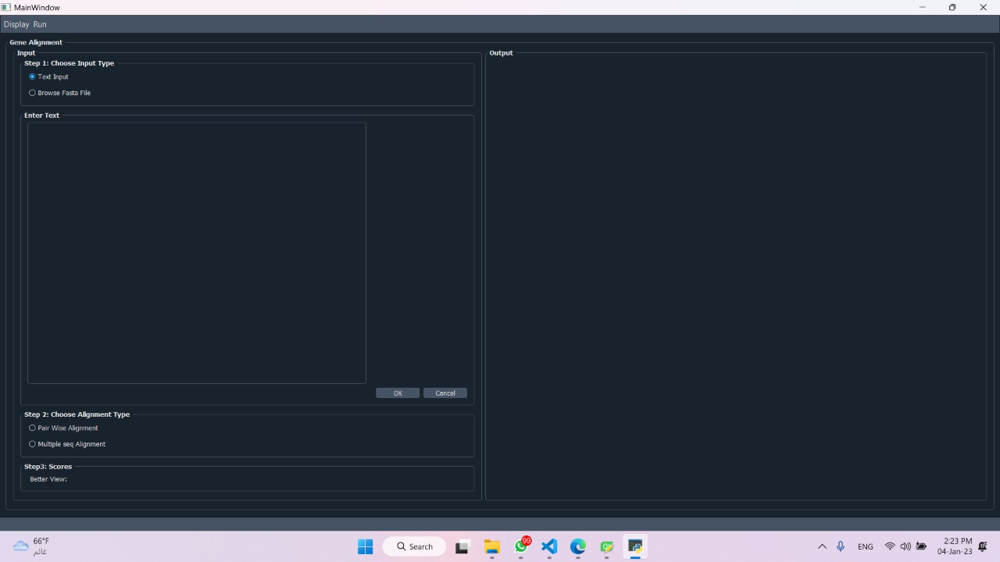 MainWindow
Display Run
Gene Alignment
Input
Step 1: Choose Input Type
Text Input
Browse Fasta File
Enter Text
OK Cancel
Step 2: Choose Alignment Type
Pair Wise Alignment
Multiple seq Alignment
Step3: Scores
Better View:
Output
66°F
غائم
Search
99
ENG
2:23 PM
04-Jan-23